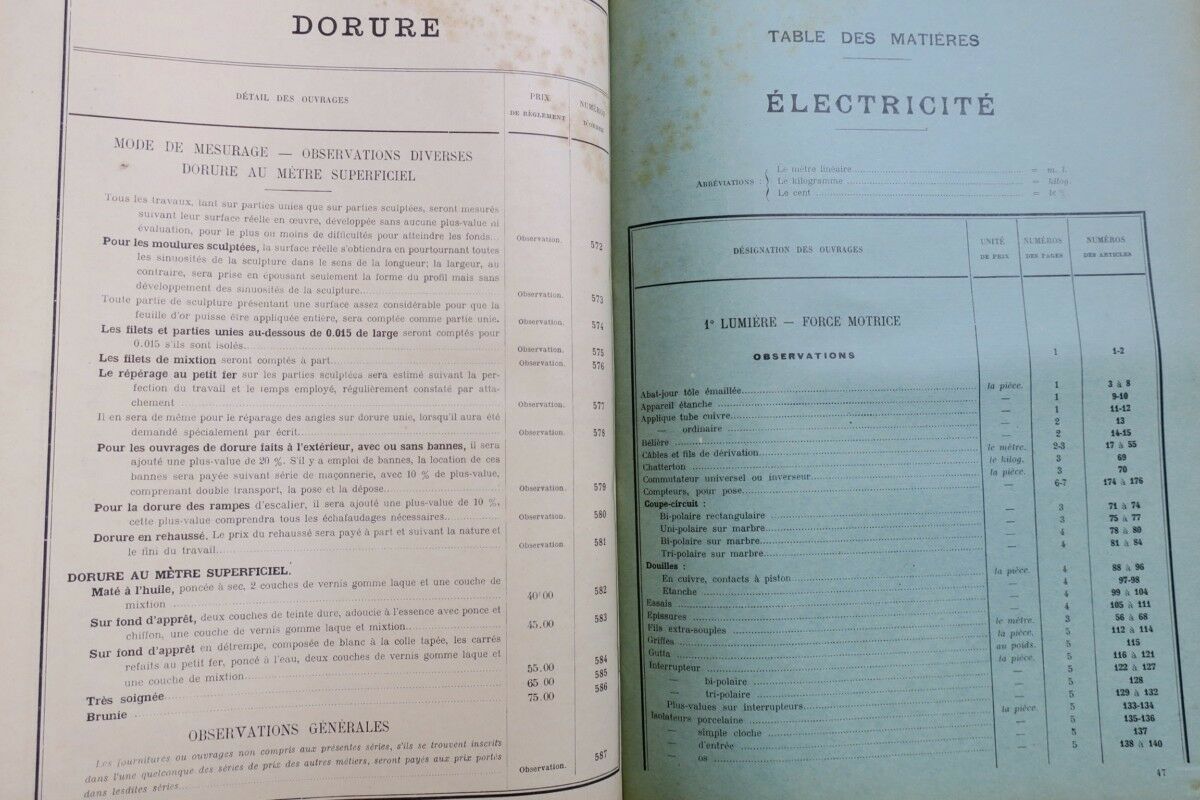 DORURE
DÉTAIL DES OUVRAGES
PRIX
DE RÈGLEMENT
NUMÉROS
D'ORDRE
MODE DE MESURAGE — OBSERVATIONS DIVERSES
DORURE AU MÈTRE SUPERFICIEL
Tous les travaux, tant sur parties unies que sur parties sculptées, seront mesurés
suivant leur surface réelle en œuvre, développée sans aucune plus-value ni
évaluation, pour le plus ou moins de difficultés pour atteindre les fonds... Observation. 572
Pour les moulures sculptées, la surface réelle s'obtiendra en pourtournant toutes
les sinuosités de la sculpture dans le sens de la longueur; la largeur, au
contraire, sera prise en épousant seulement la forme du profil mais sans
développement des sinuosités de la sculpture... Observation. 573
Toute partie de sculpture présentant une surface assez considérable pour que la
feuille d'or puisse être appliquée entière, sera comptée comme partie unie. Observation. 574
Les filets et parties unies au-dessous de 0.015 de large seront comptés pour
0.015 s'ils sont isolés... Observation. 575
Les filets de mixtion seront comptés à part... Observation. 576
Le répérage au petit fer sur les parties sculptées sera estimé suivant la per-
fection du travail et le temps employé, régulièrement constaté par atta-
chement ... Observation. 577
Il en sera de même pour le réparage des angles sur dorure unie, lorsqu'il aura été
demandé spécialement par écrit... Observation. 578
Pour les ouvrages de dorure faits à l'extérieur, avec ou sans bannes, il sera
ajouté une plus-value de 20 %. S'il y a emploi de bannes, la location de ces
bannes sera payée suivant série de maçonnerie, avec 10 % de plus-value,
comprenant double transport, la pose et la dépose... Observation. 579
Pour la dorure des rampes d'escalier, il sera ajouté une plus-value de 10 %,
cette plus-value comprendra tous les échafaudages nécessaires... Observation. 580
Dorure en rehaussé. Le prix du rehaussé sera payé à part et suivant la nature et
le fini du travail... Observation 581
DORURE AU MÈTRE SUPERFICIEL.
Maté à l'huile, poncée à sec, 2 couches de vernis gomme laque et une couche de
mixtion ... 40f00 582
Sur fond d'apprêt, deux couches de teinte dure, adoucie à l'essence avec ponce et
chiffon, une couche de vernis gomme laque et mixtion... 45.00 583
Sur fond d'apprêt en détrempe, composée de blanc à la colle tapée, les carrés
refaits au petit fer, poncé à l'eau, deux couches de vernis gomme laque et
une couche de mixtion... 55.00 584
Très soignée... 65 00 585
Brunie ... 75.00 586
OBSERVATIONS GÉNÉRALES
Les fournitures ou ouvrages non compris aux présentes séries, s'ils se trouvent inscrits
dans l'une quelconque des séries de prix des autres métiers, seront payés aux prix portés
dans lesdites séries... Observation. 587
TABLE DES MATIÈRES
ÉLECTRICITÉ
ABRÉVIATIONS :
Le mètre linéaire... = m. l.
Le kilogramme ... = kilog.
Le cent ... = le %
DÉSIGNATION DES OUVRAGES
UNITÉ
DE PRIX
NUMÉROS
DES PAGES
NUMÉROS
DES ARTICLES
1° LUMIÈRE — FORCE MOTRICE
OBSERVATIONS 1 1-2
Abat-jour tôle émaillée... la pièce. 1 3 à 8
Appareil étanche ... — 1 9-10
Applique tube cuivre... — 1 11-12
— ordinaire ... — 2 13
Bélière ... — 2 14-15
Câbles et fils de dérivation... le mètre. 2-3 17 à 55
Chatterton ... le kilog. 3 69
Commutateur universel ou inverseur... la pièce. 3 70
Compteurs, pour pose... — 6-7 174 à 176
Coupe-circuit :
Bi-polaire rectangulaire ... — 3 71 à 74
Uni-polaire sur marbre... — 3 75 à 77
Bi-polaire sur marbre... — 4 78 à 80
Tri-polaire sur marbre... — 4 81 à 84
Douilles :
En cuivre, contacts à piston... la pièce. 4 88 à 96
Etanche ... — 4 97-98
Essais ... — 4 99 à 104
Epissures ... — 4 105 à 111
Fils extra-souples ... le mètre. 3 56 à 68
Griffes ... la pièce. 5 112 à 114
Gutta ... au poids. 5 115
Interrupteur ... la pièce. 5 116 à 121
— bi-polaire ... — 5 122 à 127
— tri-polaire ... — 5 128
Plus-values sur interrupteurs... — 5 129 à 132
Isolateurs porcelaine ... la pièce. 5 133-134
— simple cloche ... — 5 135-136
— d'entrée ... — 5 137
— os ... — 5 138 à 140
47